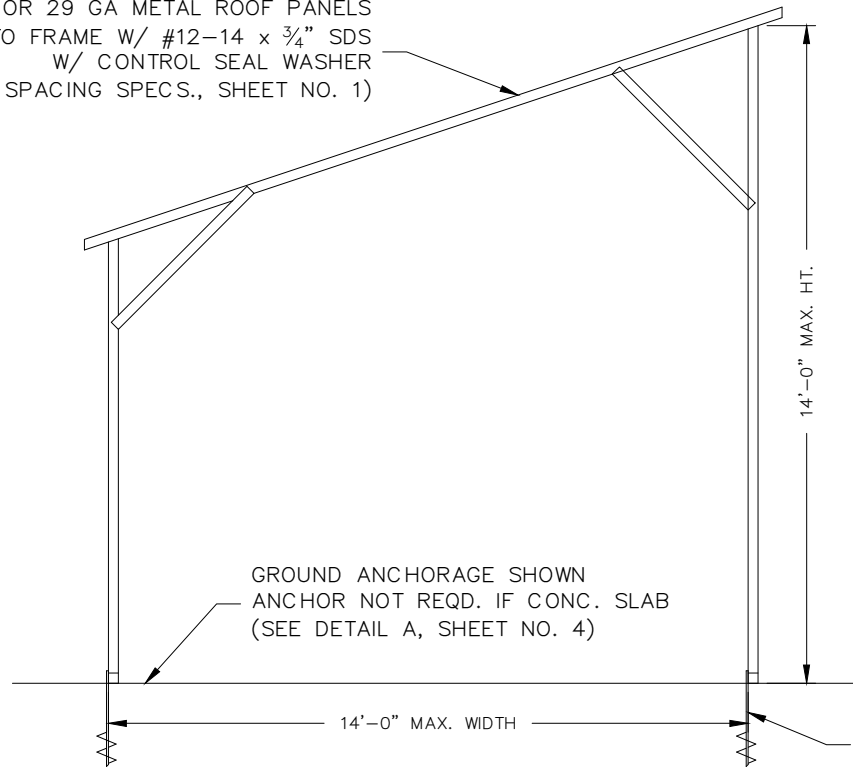 OR 29 GA METAL ROOF PANELS
TO FRAME W/ #12-14 x ¾" SDS
W/ CONTROL SEAL WASHER
SPACING SPECS., SHEET NO. 1)
14'-0" MAX. HT.
GROUND ANCHORAGE SHOWN
ANCHOR NOT REQD. IF CONC. SLAB
(SEE DETAIL A, SHEET NO. 4)
14'-0" MAX. WIDTH